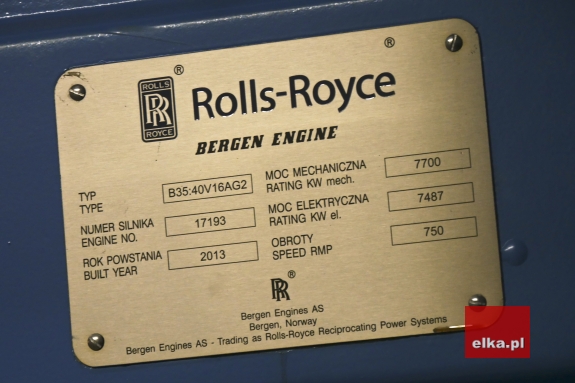 ROLLS
RR
ROYCE
®
Rolls-Royce®
BERGEN ENGINE
TYP
TYPE
B35:40V16AG2
NUMER SILNIKA
ENGINE NO.
17193
ROK POWSTANIA
BUILT YEAR
2013
MOC MECHANICZNA
RATING KW mech.
7700
MOC ELEKTRYCZNA
RATING KW el.
7487
OBROTY
SPEED RMP
750
RR®
Bergen Engines AS
Bergen, Norway
Bergen Engines AS - Trading as Rolls-Royce Reciprocating Power Systems
elka.pl